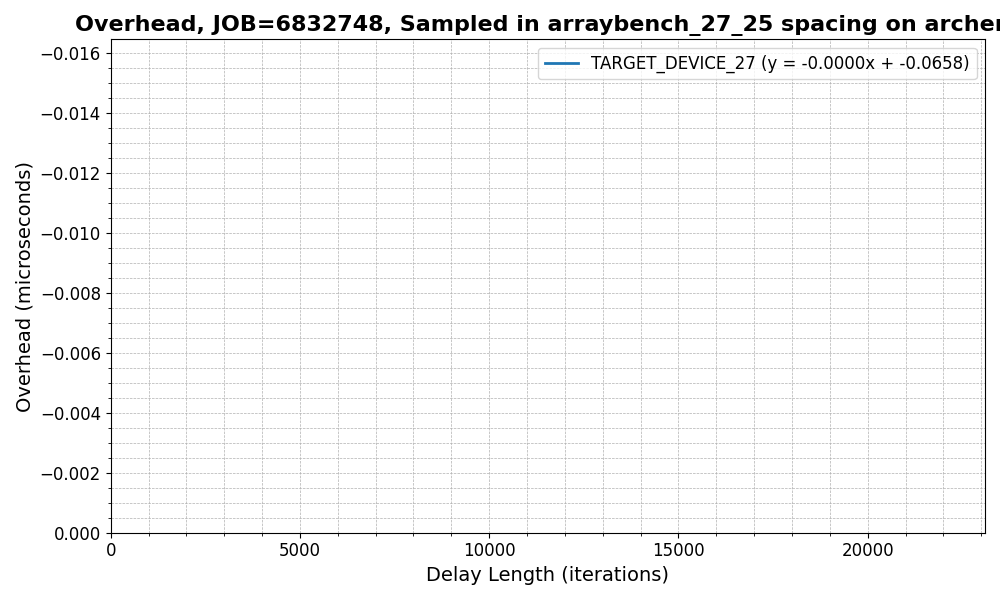 Overhead, JOB=6832748, Sampled in arraybench_27_25 spacing on archer
TARGET_DEVICE_27 (y = -0.0000x + -0.0658)
Overhead (microseconds)
−0.016
−0.014
−0.012
−0.010
−0.008
−0.006
−0.004
−0.002
0.000
0 5000 10000 15000 20000
Delay Length (iterations)